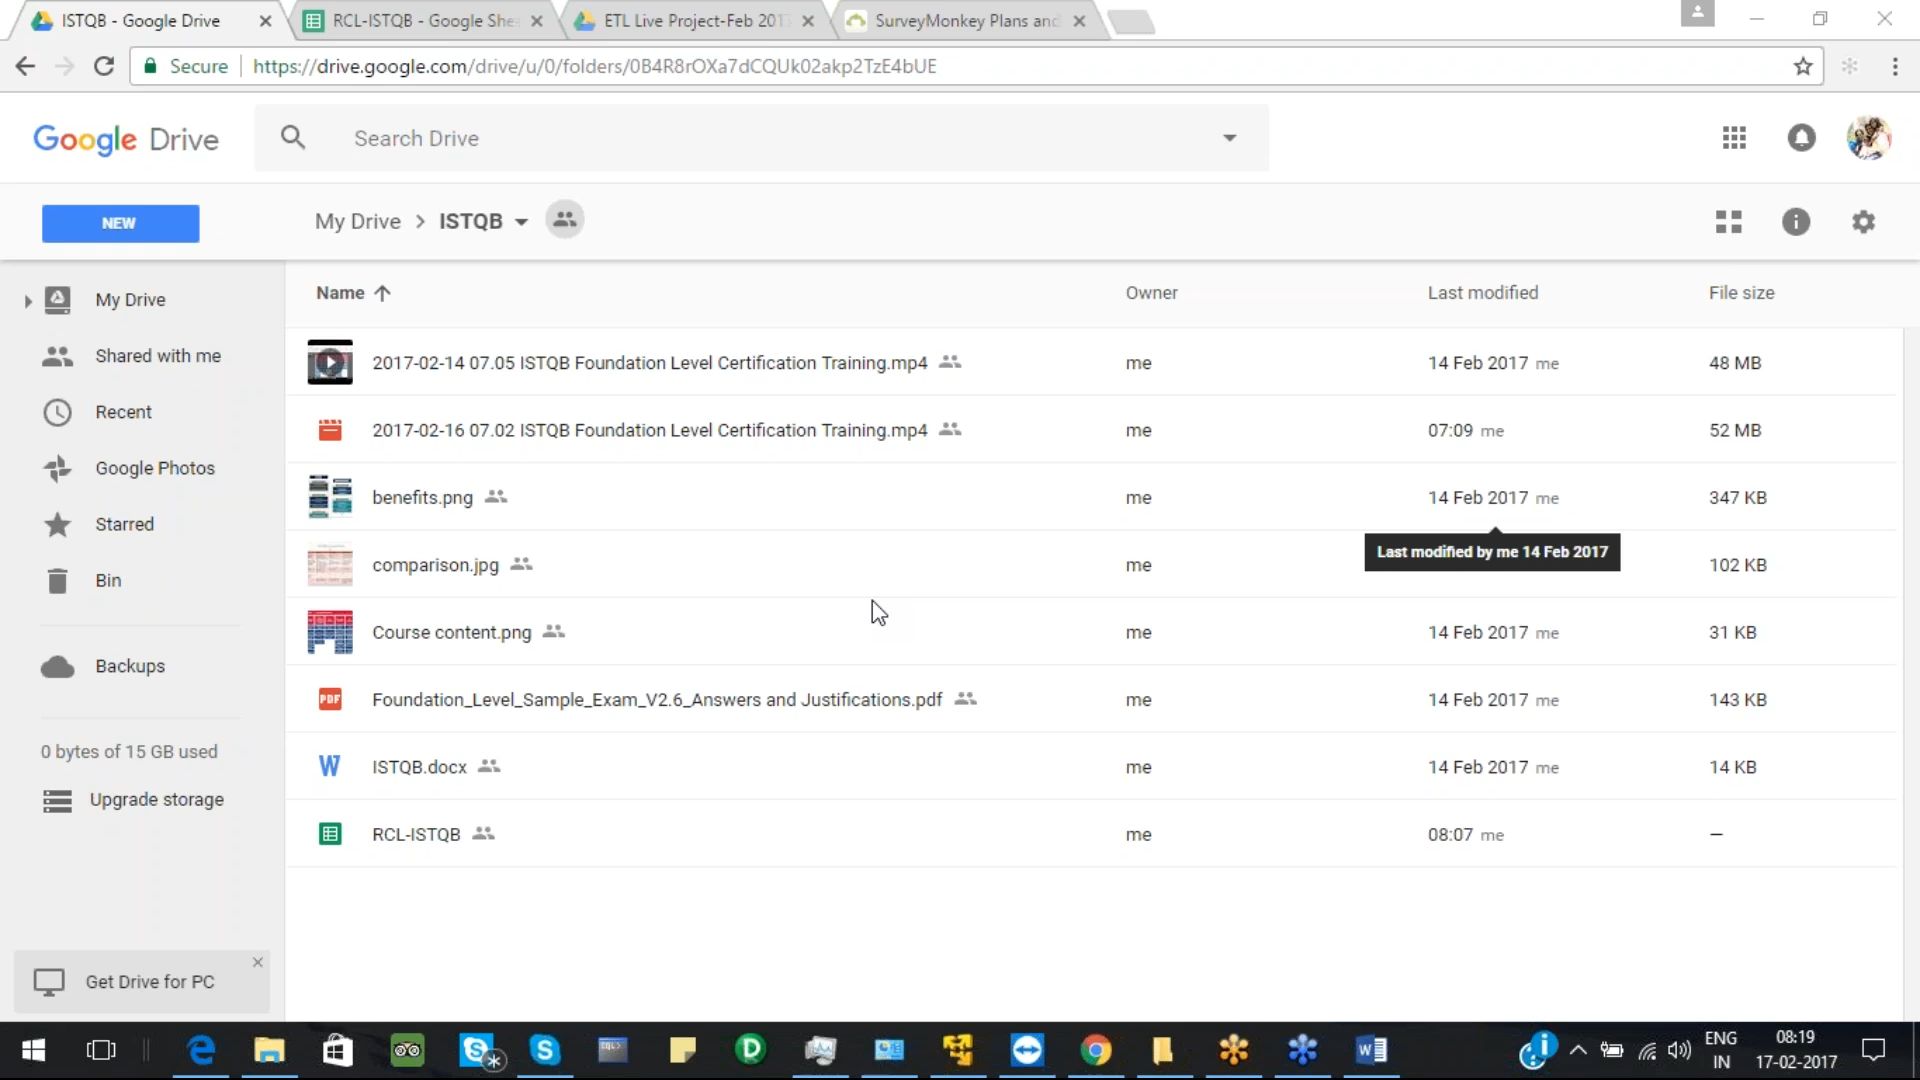 ISTQB - Google Drive
RCL-ISTQB - Google She
ETL Live Project-Feb 201
SurveyMonkey Plans and
Secure
https://drive.google.com/drive/u/0/folders/0B4R8rOXa7dCQUk02akp2TzE4bUE
Google Drive
Search Drive
NEW
My Drive > ISTQB
Name
Owner
Last modified
File size
My Drive
Shared with me
Recent
Google Photos
Starred
Bin
Backups
0 bytes of 15 GB used
Upgrade storage
Get Drive for PC
2017-02-14 07.05 ISTQB Foundation Level Certification Training.mp4 me 14 Feb 2017 me 48 MB
2017-02-16 07.02 ISTQB Foundation Level Certification Training.mp4 me 07:09 me 52 MB
benefits.png me 14 Feb 2017 me 347 KB
Last modified by me 14 Feb 2017
comparison.jpg me 102 KB
Course content.png me 14 Feb 2017 me 31 KB
PDF Foundation_Level_Sample_Exam_V2.6_Answers and Justifications.pdf me 14 Feb 2017 me 143 KB
W ISTQB.docx me 14 Feb 2017 me 14 KB
RCL-ISTQB me 08:07 me –
ENG
IN
08:19
17-02-2017